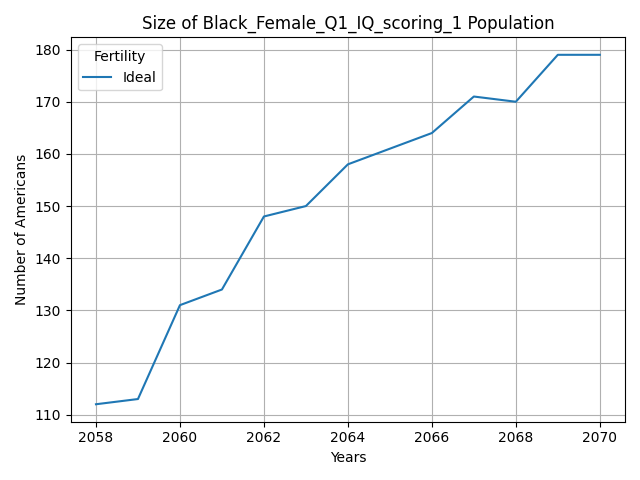 Size of Black_Female_Q1_IQ_scoring_1 Population
Fertility
Ideal
Number of Americans
180
170
160
150
140
130
120
110
2058 2060 2062 2064 2066 2068 2070
Years